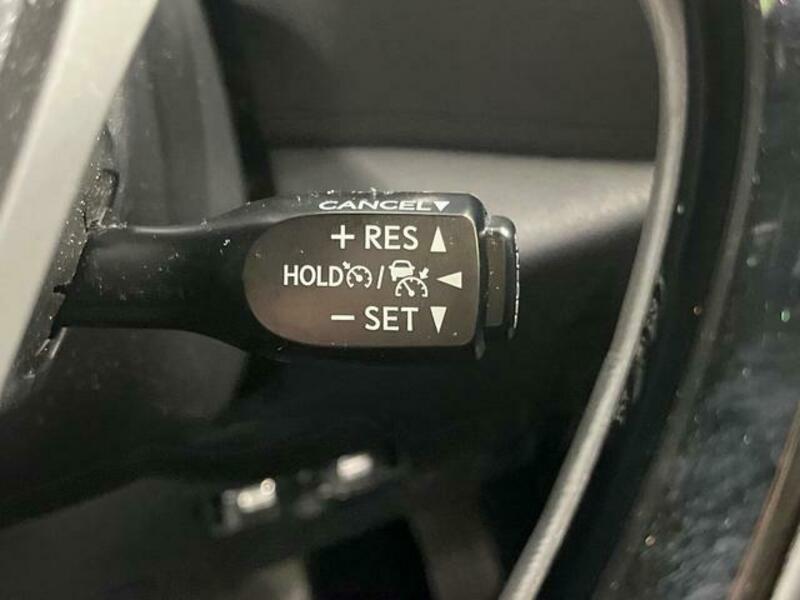 CANCEL▼
+ RES ▲
HOLD / ◀
− SET ▼